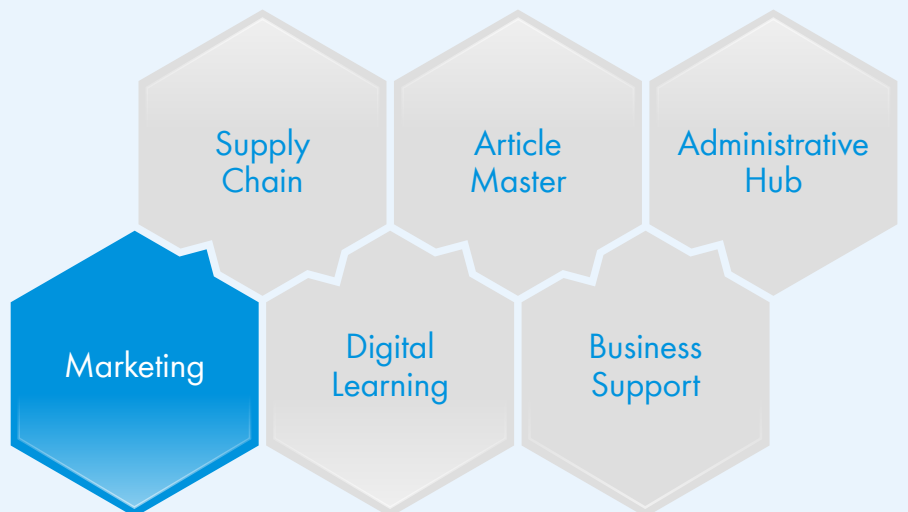 Supply
Chain
Article
Master
Administrative
Hub
Marketing
Digital
Learning
Business
Support